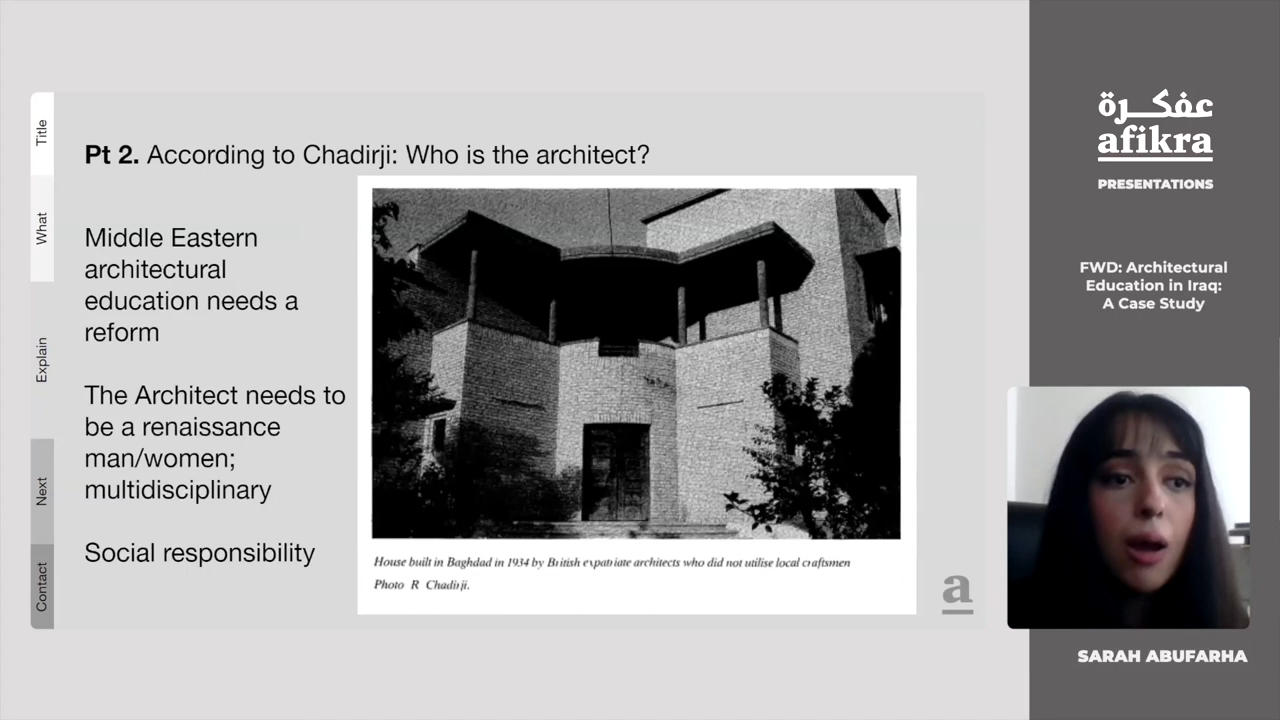 Title
What
Explain
Next
Contact
Pt 2. According to Chadirji: Who is the architect?
Middle Eastern
architectural
education needs a
reform
The Architect needs to
be a renaissance
man/women;
multidisciplinary
Social responsibility
House built in Baghdad in 1934 by British expatriate architects who did not utilise local craftsmen
Photo R Chadirji.
a
عفكرة
afikra
PRESENTATIONS
FWD: Architectural
Education in Iraq:
A Case Study
SARAH ABUFARHA